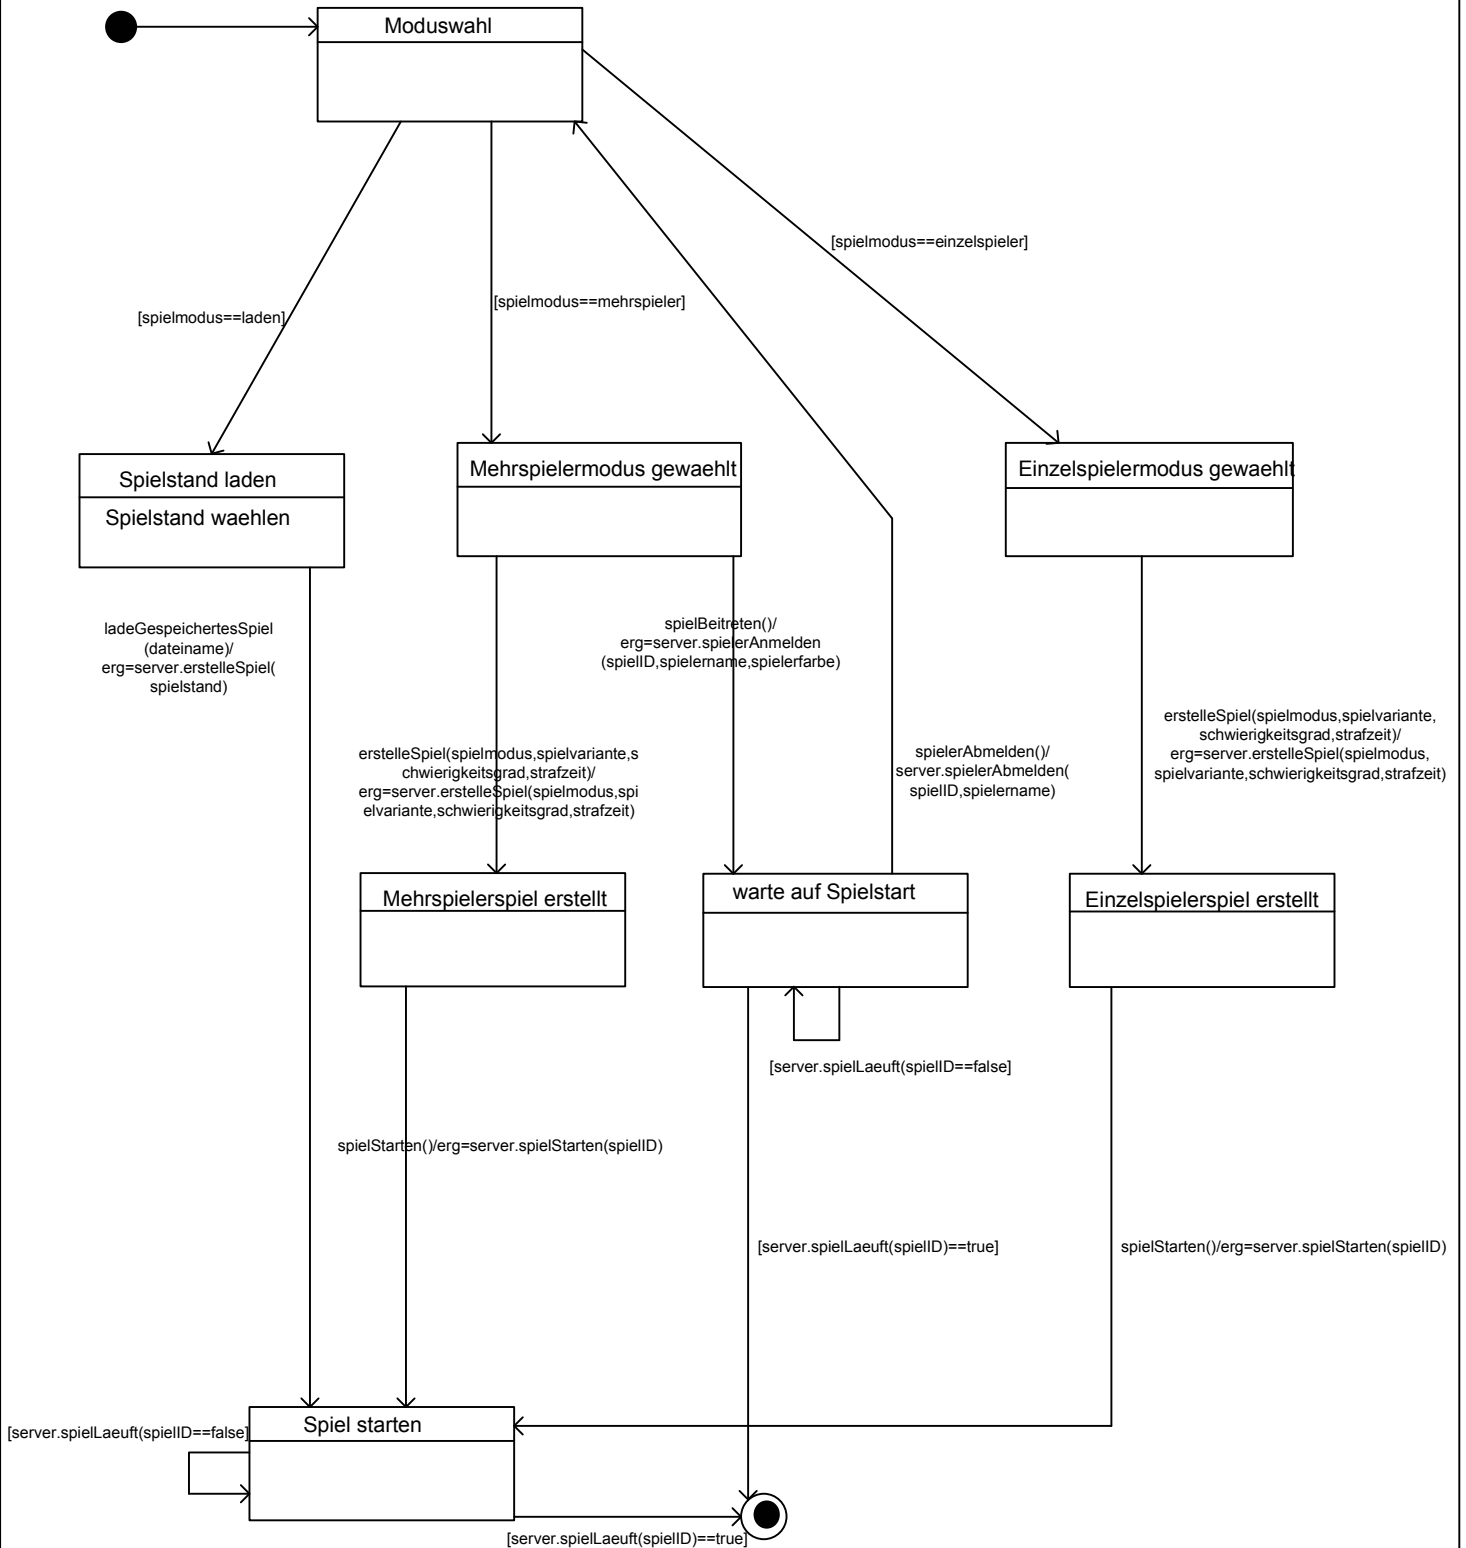 Moduswahl
[spielmodus==einzelspieler]
[spielmodus==mehrspieler]
[spielmodus==laden]
Spielstand laden
Spielstand waehlen
Mehrspielermodus gewaehlt
Einzelspielermodus gewaehlt
ladeGespeichertesSpiel
(dateiname)/
erg=server.erstelleSpiel(
spielstand)
spielBeitreten()/
erg=server.spielerAnmelden
(spielID,spielername,spielerfarbe)
erstelleSpiel(spielmodus,spielvariante,s
chwierigkeitsgrad,strafzeit)/
erg=server.erstelleSpiel(spielmodus,spi
elvariante,schwierigkeitsgrad,strafzeit)
spielerAbmelden()/
server.spielerAbmelden(
spielID,spielername)
erstelleSpiel(spielmodus,spielvariante,
schwierigkeitsgrad,strafzeit)/
erg=server.erstelleSpiel(spielmodus,
spielvariante,schwierigkeitsgrad,strafzeit)
Mehrspielerspiel erstellt
warte auf Spielstart
Einzelspielerspiel erstellt
[server.spielLaeuft(spielID==false]
spielStarten()/erg=server.spielStarten(spielID)
[server.spielLaeuft(spielID)==true]
spielStarten()/erg=server.spielStarten(spielID)
Spiel starten
[server.spielLaeuft(spielID==false]
[server.spielLaeuft(spielID)==true]